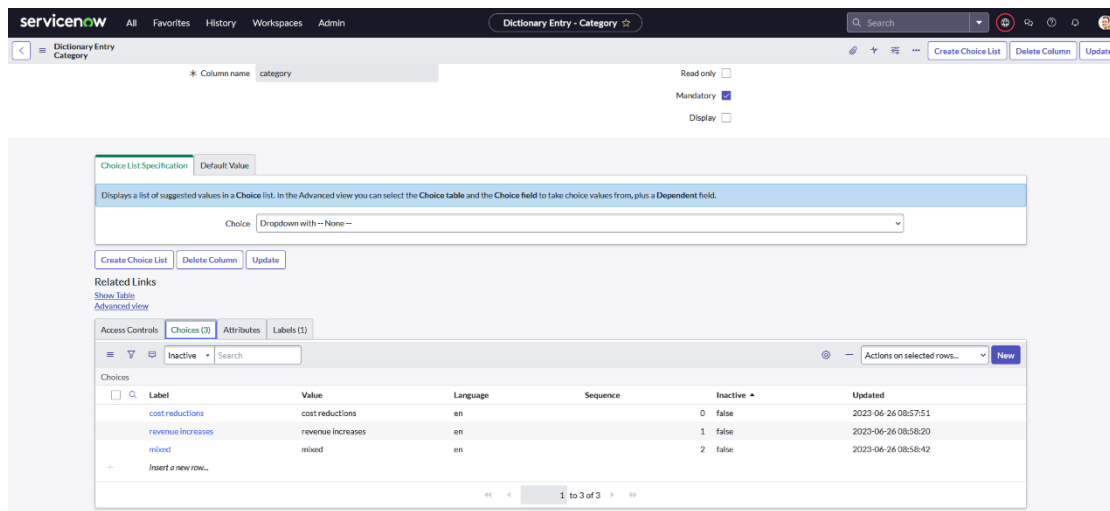 servicenow All Favorites History Workspaces Admin Dictionary Entry - Category Search
Dictionary Entry
Category
Create Choice List Delete Column Update
Column name category Read only
Mandatory
Display
Choice List Specification Default Value
Displays a list of suggested values in a Choice list. In the Advanced view you can select the Choice table and the Choice field to take choice values from, plus a Dependent field.
Choice Dropdown with -- None --
Create Choice List Delete Column Update
Related Links
Show Table
Advanced view
Access Controls Choices (3) Attributes Labels (1)
Inactive Search Actions on selected rows... New
Choices
Label Value Language Sequence Inactive Updated
cost reductions cost reductions en 0 false 2023-06-26 08:57:51
revenue increases revenue increases en 1 false 2023-06-26 08:58:20
mixed mixed en 2 false 2023-06-26 08:58:42
Insert a new row...
1 to 3 of 3